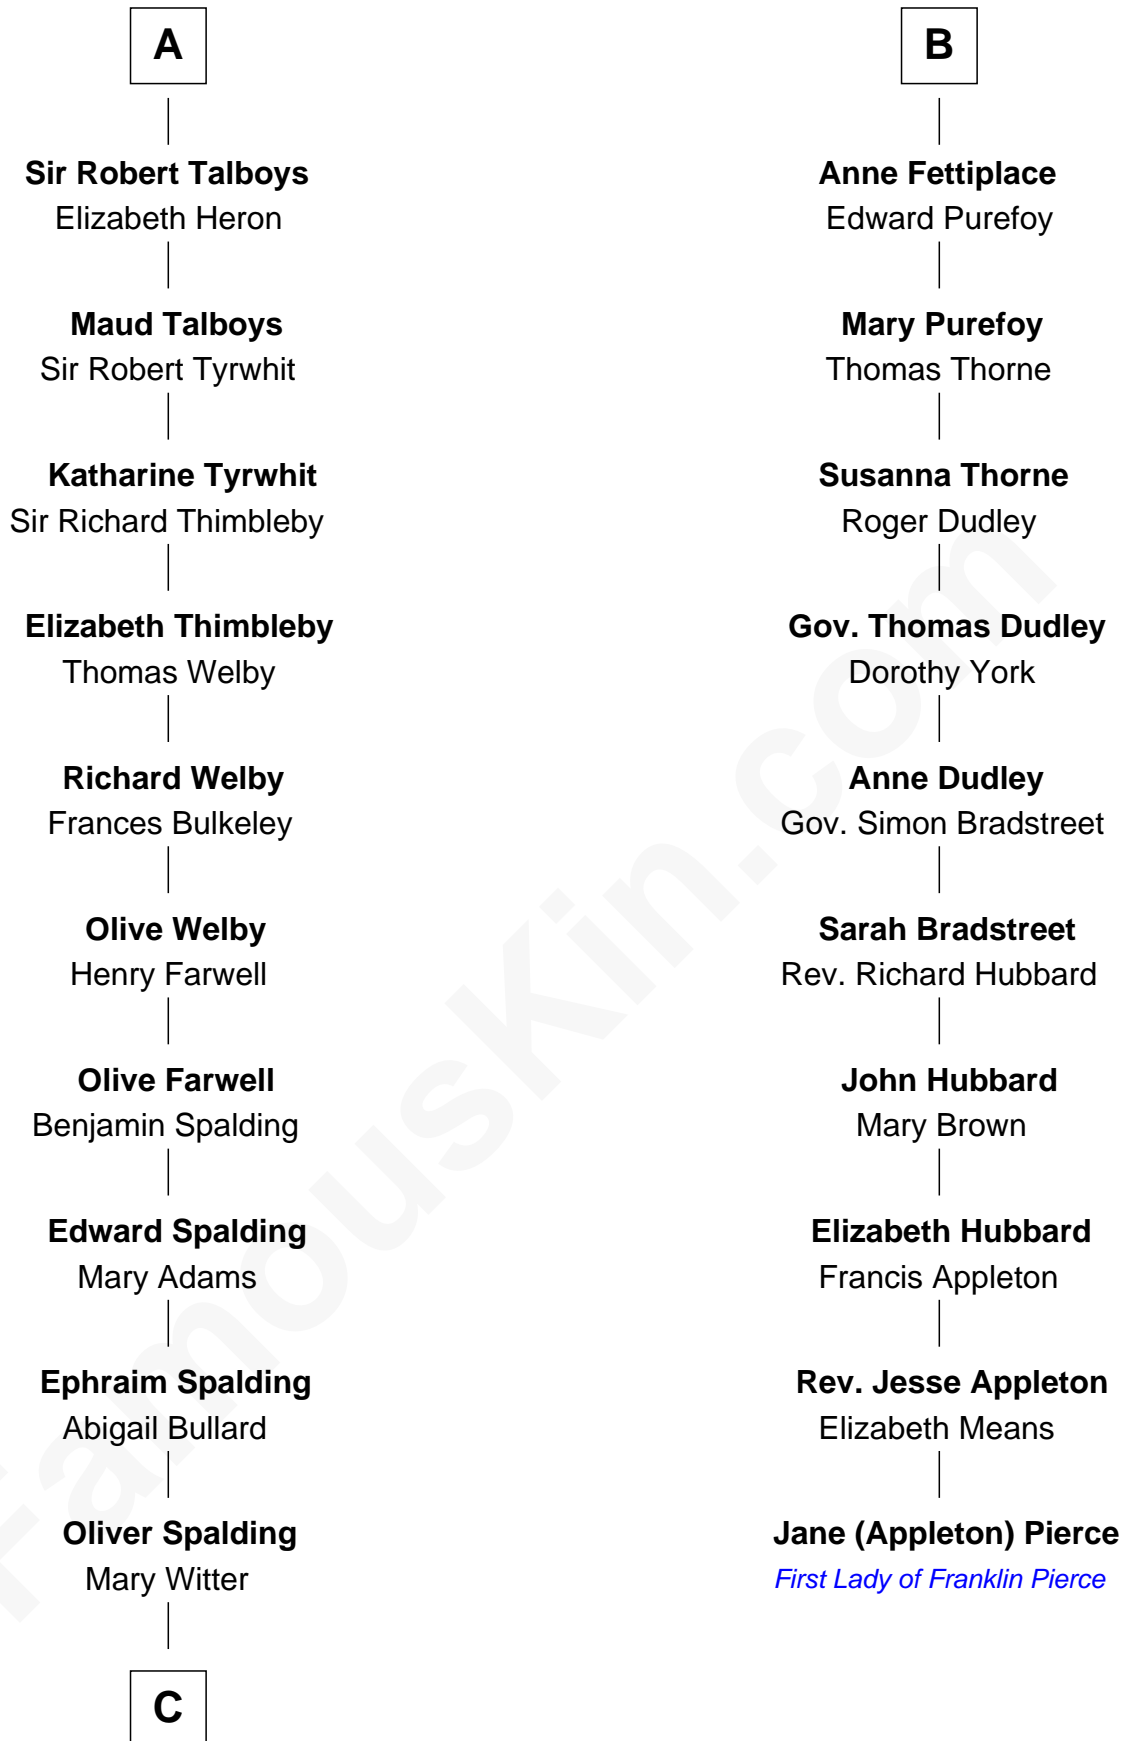 A
Sir Robert Talboys
Elizabeth Heron
Maud Talboys
Sir Robert Tyrwhit
Katharine Tyrwhit
Sir Richard Thimbleby
Elizabeth Thimbleby
Thomas Welby
Richard Welby
Frances Bulkeley
Olive Welby
Henry Farwell
Olive Farwell
Benjamin Spalding
Edward Spalding
Mary Adams
Ephraim Spalding
Abigail Bullard
Oliver Spalding
Mary Witter
C
B
Anne Fettiplace
Edward Purefoy
Mary Purefoy
Thomas Thorne
Susanna Thorne
Roger Dudley
Gov. Thomas Dudley
Dorothy York
Anne Dudley
Gov. Simon Bradstreet
Sarah Bradstreet
Rev. Richard Hubbard
John Hubbard
Mary Brown
Elizabeth Hubbard
Francis Appleton
Rev. Jesse Appleton
Elizabeth Means
Jane (Appleton) Pierce
First Lady of Franklin Pierce
FamousKin.com